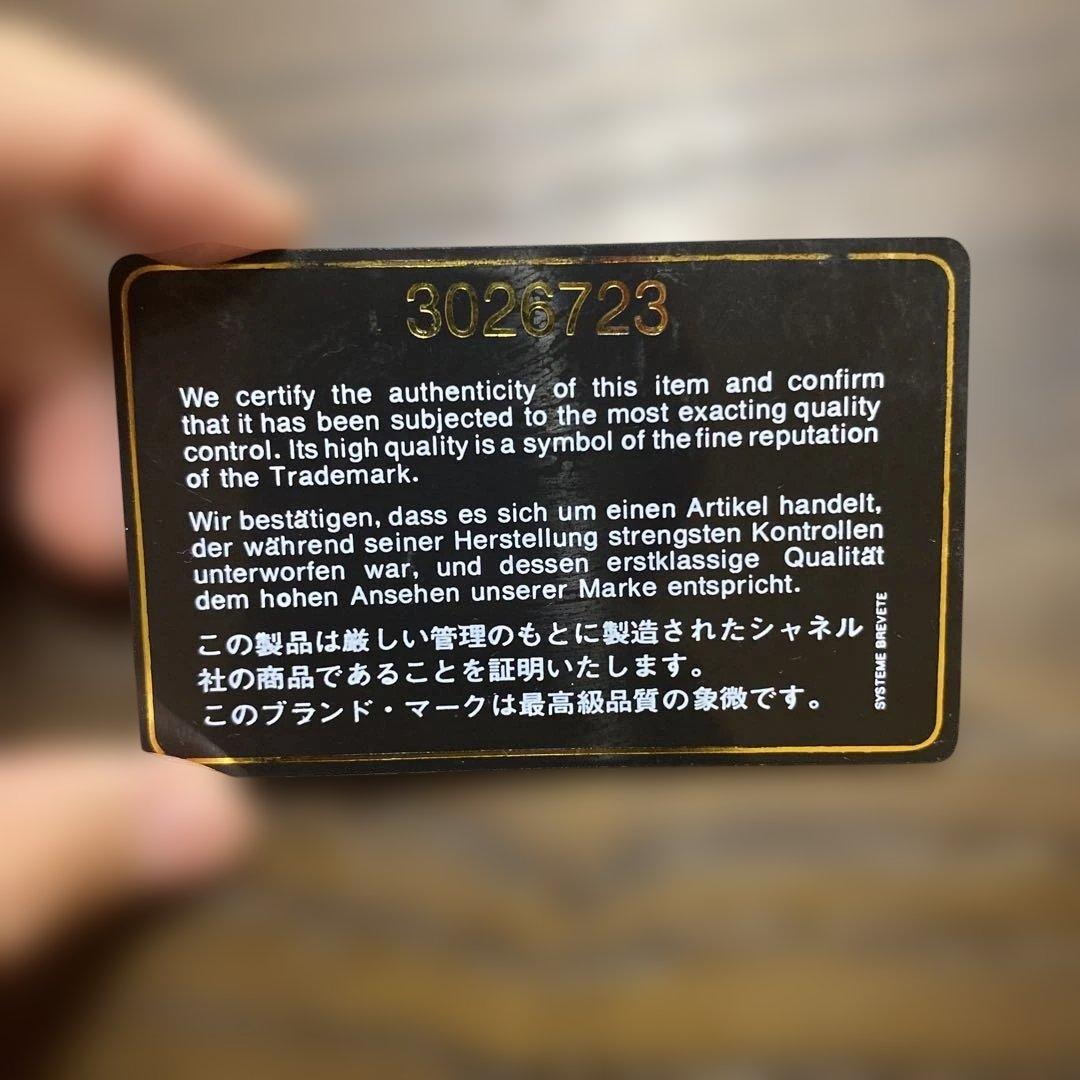 3026723
We certify the authenticity of this item and confirm
that it has been subjected to the most exacting quality
control. Its high quality is a symbol of the fine reputation
of the Trademark.
Wir bestätigen, dass es sich um einen Artikel handelt,
der während seiner Herstellung strengsten Kontrollen
unterworfen war, und dessen erstklassige Qualität
dem hohen Ansehen unserer Marke entspricht.
この製品は厳しい管理のもとに製造されたシャネル
社の商品であることを証明いたします。
このブランド・マークは最高級品質の象微です。
SYSTEME BREVETE